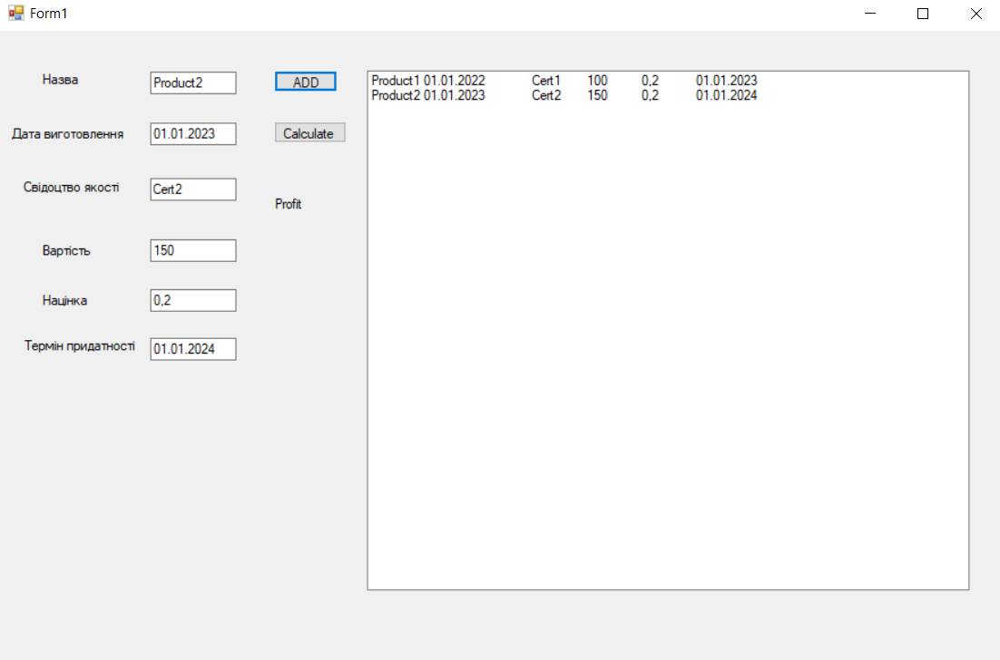 Form1
Назва
Product2
ADD
Дата виготовлення
01.01.2023
Calculate
Свідоцтво якості
Cert2
Profit
Вартість
150
Націнка
0,2
Термін придатності
01.01.2024
Product1 01.01.2022 Cert1 100 0,2 01.01.2023
Product2 01.01.2023 Cert2 150 0,2 01.01.2024